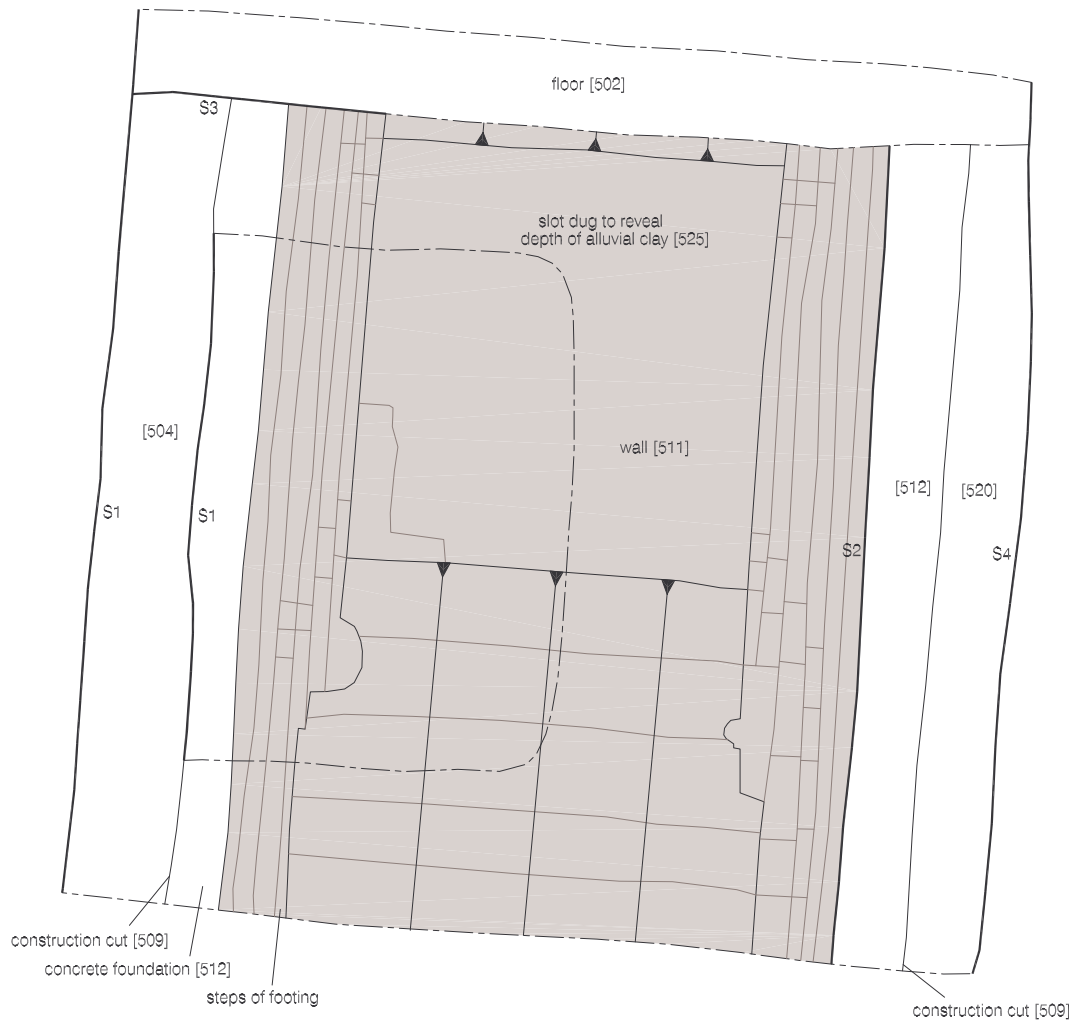 floor [502]
S3
slot dug to reveal
depth of alluvial clay [525]
[504]
wall [511]
[512]
[520]
S1
S1
S2
S4
construction cut [509]
concrete foundation [512]
steps of footing
construction cut [509]